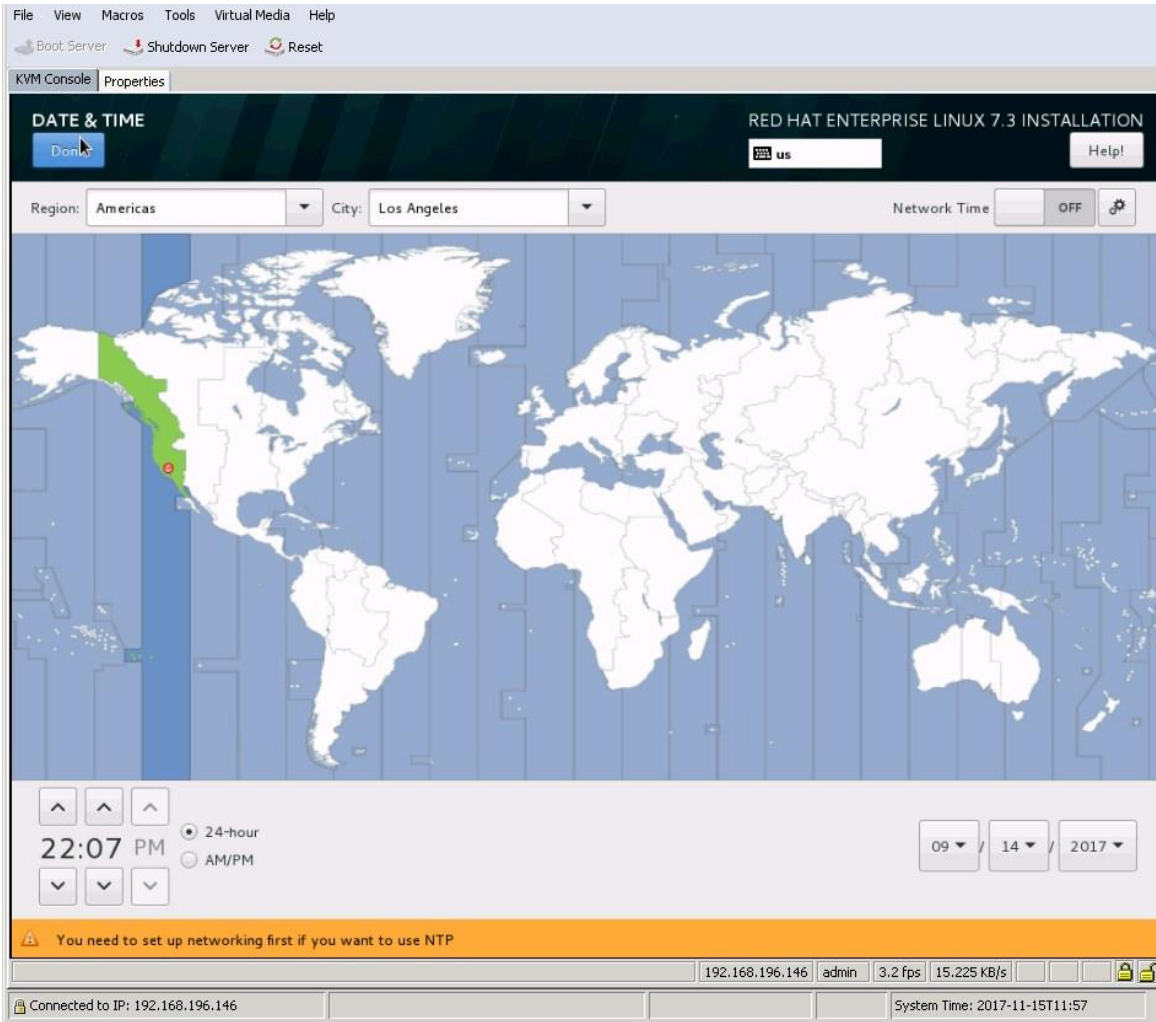 File View Macros Tools Virtual Media Help
Boot Server Shutdown Server Reset
KVM Console Properties
DATE & TIME
RED HAT ENTERPRISE LINUX 7.3 INSTALLATION
Done
us
Help!
Region: Americas City: Los Angeles Network Time OFF
22:07 PM
24-hour
AM/PM
09 / 14 / 2017
You need to set up networking first if you want to use NTP
192.168.196.146 admin 3.2 fps 15.225 KB/s
Connected to IP: 192.168.196.146 System Time: 2017-11-15T11:57